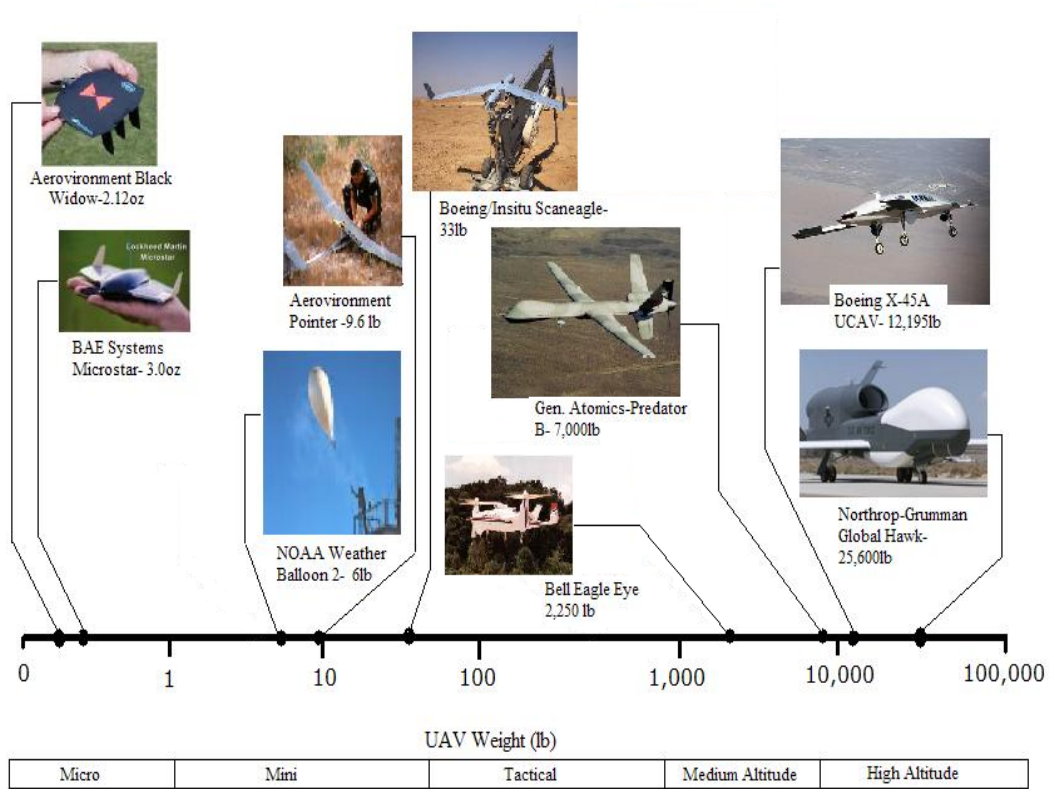 Aerovironment Black
Widow-2.12oz
Lockheed Martin
Microstar
BAE Systems
Microstar- 3.0oz
Aerovironment
Pointer -9.6 lb
NOAA Weather
Balloon 2- 6lb
Boeing/Insitu Scaneagle-
33lb
Gen. Atomics-Predator
B- 7,000lb
Bell Eagle Eye
2,250 lb
Boeing X-45A
UCAV- 12,195lb
Northrop-Grumman
Global Hawk-
25,600lb
0 1 10 100 1,000 10,000 100,000
UAV Weight (lb)
Micro Mini Tactical Medium Altitude High Altitude